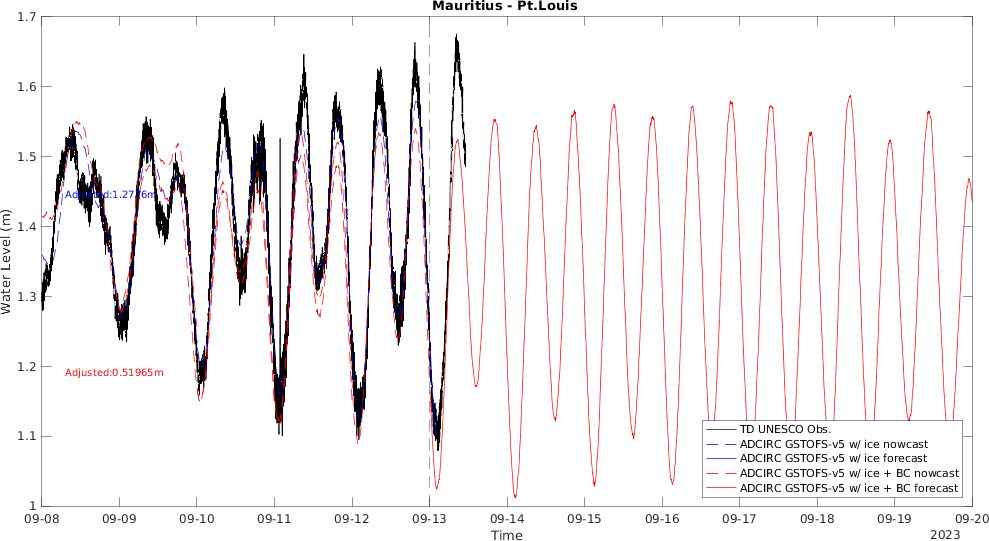 Mauritius - Pt.Louis
1.7
1.6
1.5
1.4
1.3
1.2
1.1
1
Water Level (m)
Adjusted:1.2736m
Adjusted:0.51965m
TD UNESCO Obs.
ADCIRC GSTOFS-v5 w/ ice nowcast
ADCIRC GSTOFS-v5 w/ ice forecast
ADCIRC GSTOFS-v5 w/ ice + BC nowcast
ADCIRC GSTOFS-v5 w/ ice + BC forecast
09-08 09-09 09-10 09-11 09-12 09-13 09-14 09-15 09-16 09-17 09-18 09-19 09-20
Time
2023